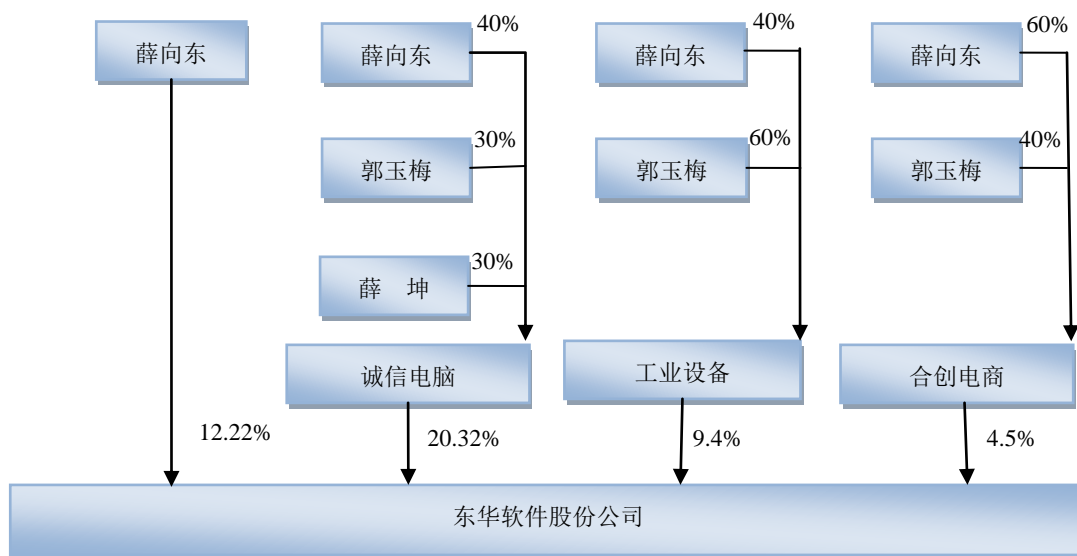 40%
40%
60%
薛向东
薛向东
薛向东
薛向东
30%
60%
40%
郭玉梅
郭玉梅
郭玉梅
30%
薛 坤
诚信电脑
工业设备
合创电商
12.22%
20.32%
9.4%
4.5%
东华软件股份公司